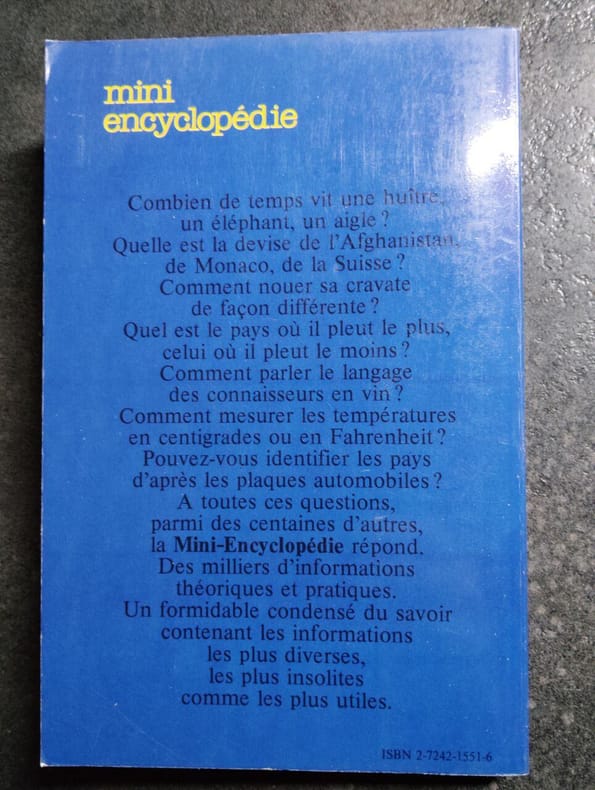 mini
encyclopédie
Combien de temps vit une huître,
un éléphant, un aigle ?
Quelle est la devise de l'Afghanistan,
de Monaco, de la Suisse ?
Comment nouer sa cravate
de façon différente ?
Quel est le pays où il pleut le plus,
celui où il pleut le moins ?
Comment parler le langage
des connaisseurs en vin ?
Comment mesurer les températures
en centigrades ou en Fahrenheit ?
Pouvez-vous identifier les pays
d'après les plaques automobiles ?
A toutes ces questions,
parmi des centaines d'autres,
la Mini-Encyclopédie répond.
Des milliers d'informations
théoriques et pratiques.
Un formidable condensé du savoir
contenant les informations
les plus diverses,
les plus insolites
comme les plus utiles.
ISBN 2-7242-1551-6